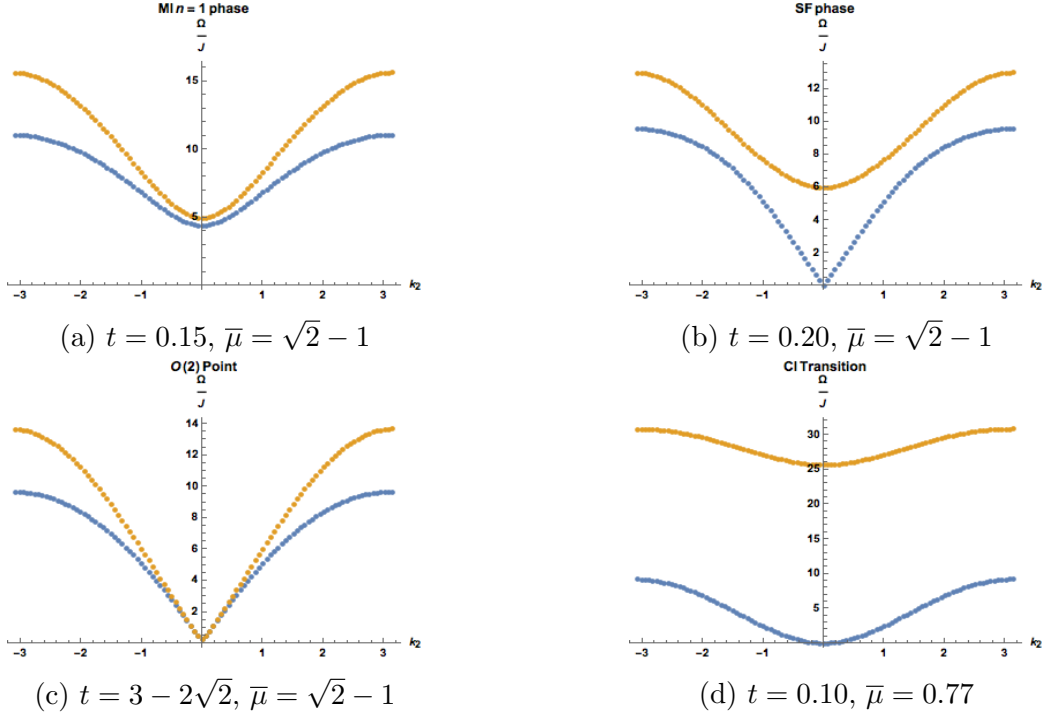 MI n = 1 phase
Ω
J
15
10
5
-3 -2 -1 1 2 3 k2
(a) t = 0.15, μ̅ = √2 − 1
SF phase
Ω
J
12
10
8
6
4
2
-3 -2 -1 1 2 3 k2
(b) t = 0.20, μ̅ = √2 − 1
O(2) Point
Ω
J
14
12
10
8
6
4
2
-3 -2 -1 1 2 3 k2
(c) t = 3 − 2√2, μ̅ = √2 − 1
CI Transition
Ω
J
30
25
20
15
10
5
-3 -2 -1 1 2 3 k2
(d) t = 0.10, μ̅ = 0.77